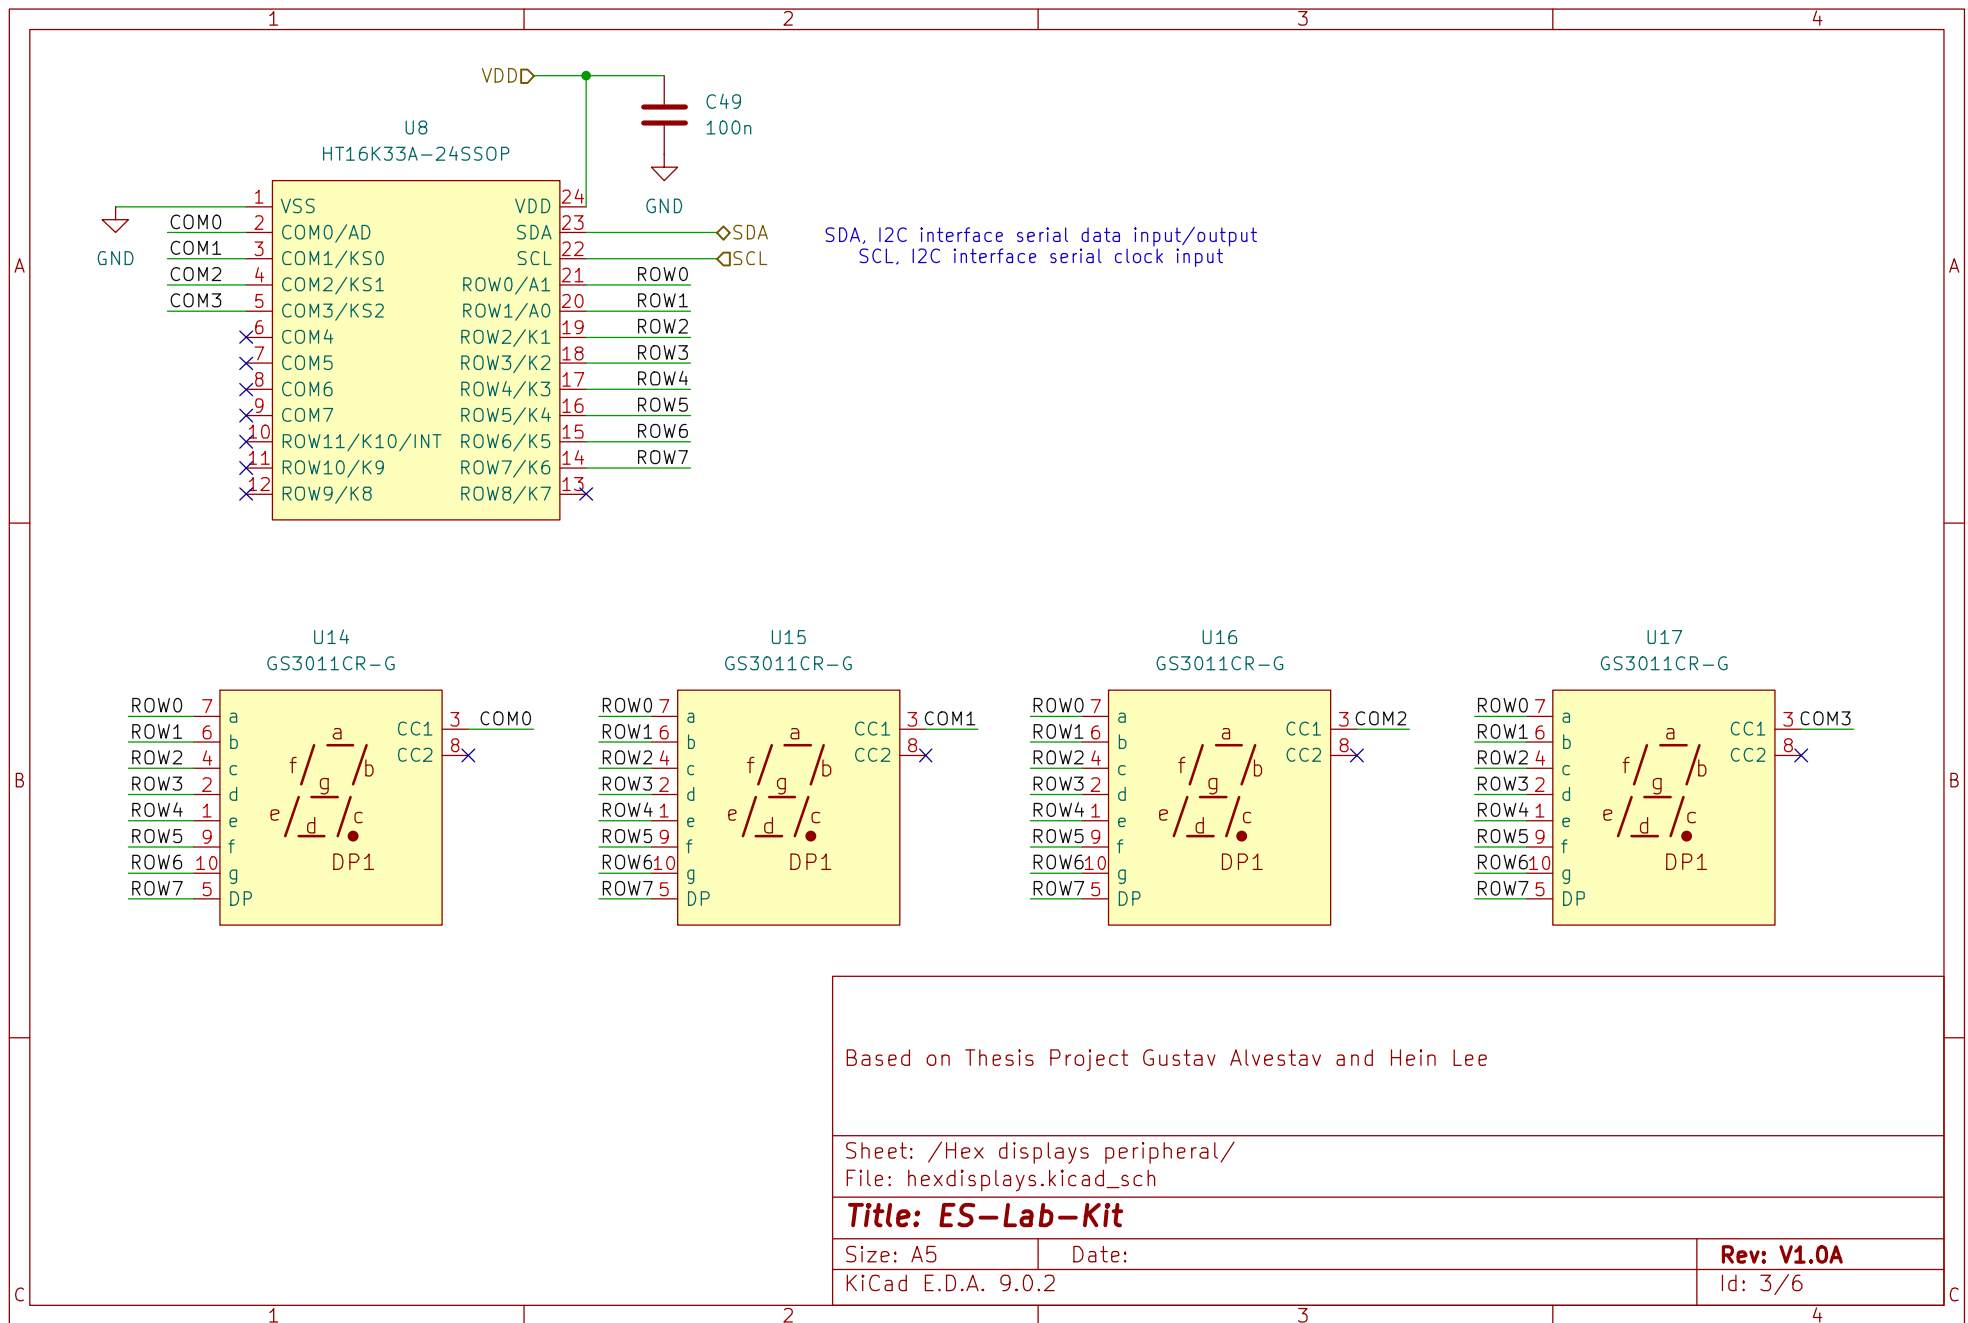 1 2 3 4
A A
B B
C C
1 2 3 4
VDD
C49
100n
GND
U8
HT16K33A-24SSOP
GND
COM0
COM1
COM2
COM3
1 VSS
2 COM0/AD
3 COM1/KS0
4 COM2/KS1
5 COM3/KS2
6 COM4
7 COM5
8 COM6
9 COM7
10 ROW11/K10/INT
11 ROW10/K9
12 ROW9/K8
VDD 24
SDA 23 SDA
SCL 22 SCL
ROW0/A1 21 ROW0
ROW1/A0 20 ROW1
ROW2/K1 19 ROW2
ROW3/K2 18 ROW3
ROW4/K3 17 ROW4
ROW5/K4 16 ROW5
ROW6/K5 15 ROW6
ROW7/K6 14 ROW7
ROW8/K7 13
SDA, I2C interface serial data input/output
SCL, I2C interface serial clock input
U14
GS3011CR-G
ROW0 7 a
ROW1 6 b
ROW2 4 c
ROW3 2 d
ROW4 1 e
ROW5 9 f
ROW6 10 g
ROW7 5 DP
a
f b
g
e c
d
DP1
CC1 3 COM0
CC2 8
U15
GS3011CR-G
ROW0 7 a
ROW1 6 b
ROW2 4 c
ROW3 2 d
ROW4 1 e
ROW5 9 f
ROW6 10 g
ROW7 5 DP
a
f b
g
e c
d
DP1
CC1 3 COM1
CC2 8
U16
GS3011CR-G
ROW0 7 a
ROW1 6 b
ROW2 4 c
ROW3 2 d
ROW4 1 e
ROW5 9 f
ROW6 10 g
ROW7 5 DP
a
f b
g
e c
d
DP1
CC1 3 COM2
CC2 8
U17
GS3011CR-G
ROW0 7 a
ROW1 6 b
ROW2 4 c
ROW3 2 d
ROW4 1 e
ROW5 9 f
ROW6 10 g
ROW7 5 DP
a
f b
g
e c
d
DP1
CC1 3 COM3
CC2 8
Based on Thesis Project Gustav Alvestav and Hein Lee
Sheet: /Hex displays peripheral/
File: hexdisplays.kicad_sch
Title: ES-Lab-Kit
Size: A5 Date: Rev: V1.0A
KiCad E.D.A. 9.0.2 Id: 3/6